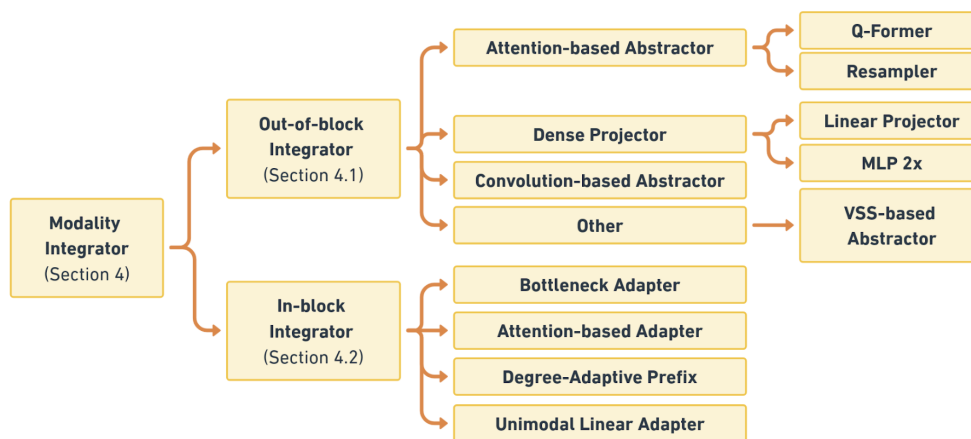 Modality
Integrator
(Section 4)
Out-of-block
Integrator
(Section 4.1)
Attention-based Abstractor
Q-Former
Resampler
Dense Projector
Linear Projector
MLP 2x
Convolution-based Abstractor
Other
VSS-based
Abstractor
In-block
Integrator
(Section 4.2)
Bottleneck Adapter
Attention-based Adapter
Degree-Adaptive Prefix
Unimodal Linear Adapter